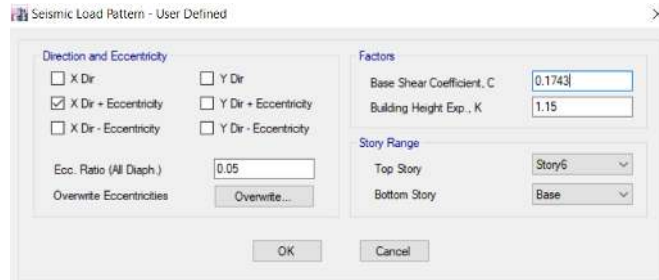 Seismic Load Pattern - User Defined
Direction and Eccentricity
X Dir
Y Dir
X Dir + Eccentricity
Y Dir + Eccentricity
X Dir - Eccentricity
Y Dir - Eccentricity
Ecc. Ratio (All Diaph.)
0.05
Overwrite Eccentricities
Overwrite...
Factors
Base Shear Coefficient, C
0.1743
Building Height Exp., K
1.15
Story Range
Top Story
Story6
Bottom Story
Base
OK
Cancel